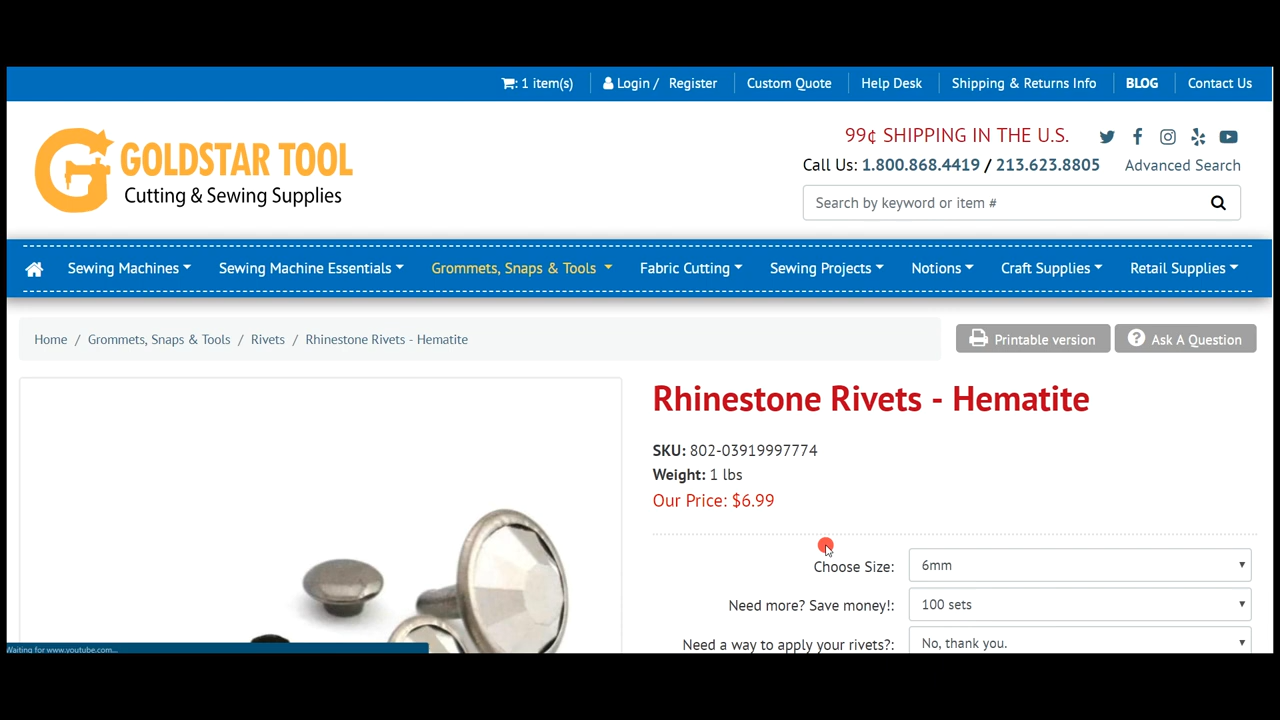 : 1 item(s) Login / Register Custom Quote Help Desk Shipping & Returns Info BLOG Contact Us
GOLDSTAR TOOL
Cutting & Sewing Supplies
99¢ SHIPPING IN THE U.S.
Call Us: 1.800.868.4419 / 213.623.8805 Advanced Search
Search by keyword or item #
Sewing Machines Sewing Machine Essentials Grommets, Snaps & Tools Fabric Cutting Sewing Projects Notions Craft Supplies Retail Supplies
Home / Grommets, Snaps & Tools / Rivets / Rhinestone Rivets - Hematite
Printable version Ask A Question
Rhinestone Rivets - Hematite
SKU: 802-03919997774
Weight: 1 lbs
Our Price: $6.99
Choose Size: 6mm
Need more? Save money!: 100 sets
Need a way to apply your rivets?: No, thank you.
Waiting for www.youtube.com...